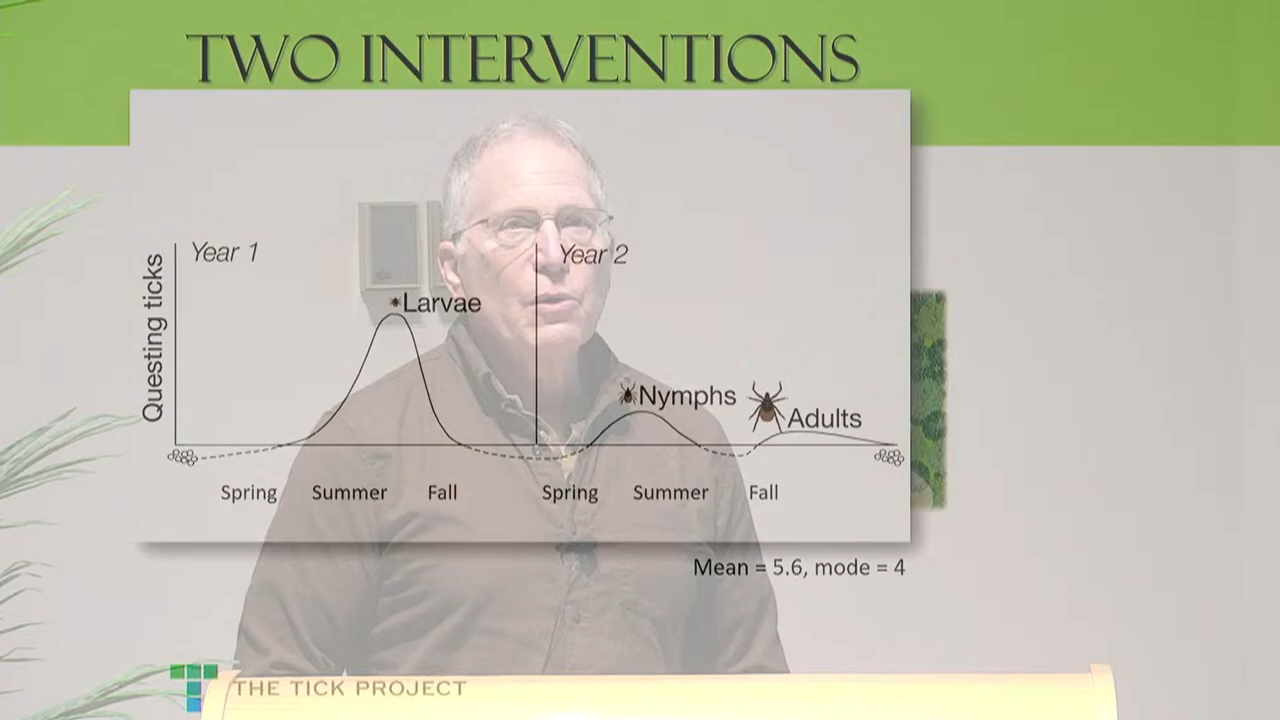 TWO INTERVENTIONS
Questing ticks
Year 1
Year 2
Larvae
Nymphs
Adults
Spring Summer Fall Spring Summer Fall
Mean = 5.6, mode = 4
THE TICK PROJECT